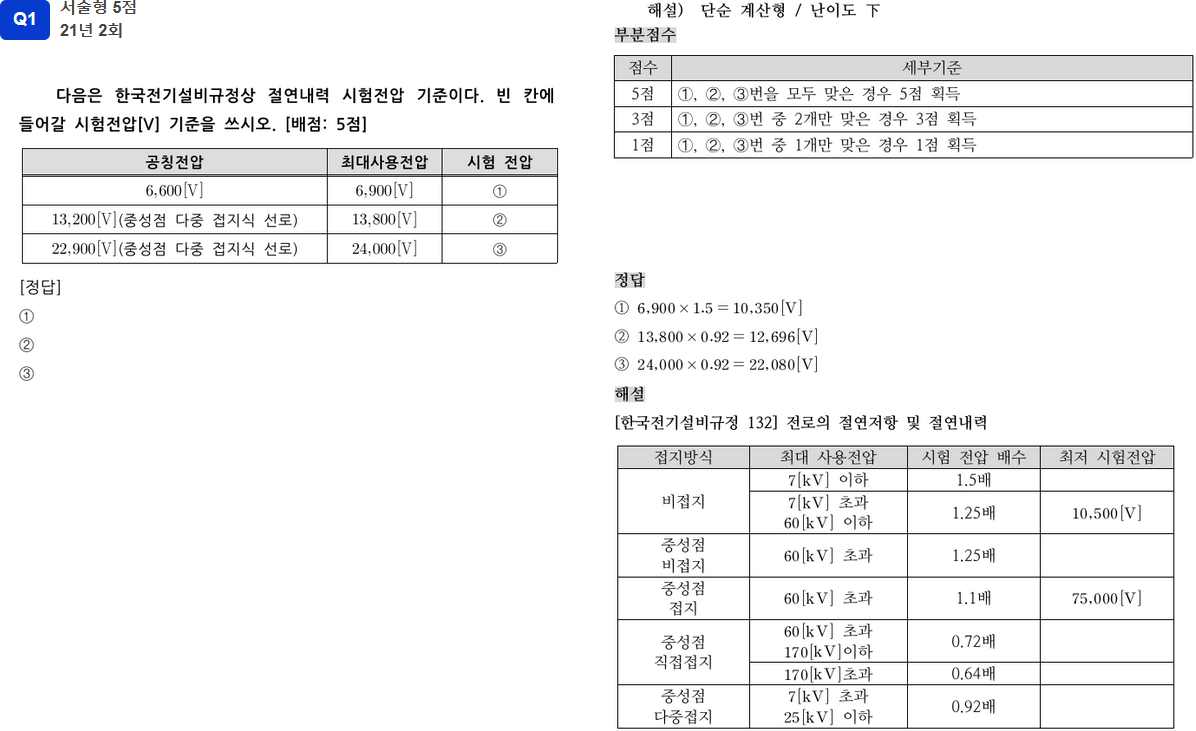 Q1
서술형 5점
21년 2회
다음은 한국전기설비규정상 절연내력 시험전압 기준이다. 빈 칸에
들어갈 시험전압[V] 기준을 쓰시오. [배점: 5점]
공칭전압 최대사용전압 시험 전압
6,600[V] 6,900[V] ①
13,200[V](중성점 다중 접지식 선로) 13,800[V] ②
22,900[V](중성점 다중 접지식 선로) 24,000[V] ③
[정답]
①
②
③
해설) 단순 계산형 / 난이도 下
부분점수
점수 세부기준
5점 ①, ②, ③번을 모두 맞은 경우 5점 획득
3점 ①, ②, ③번 중 2개만 맞은 경우 3점 획득
1점 ①, ②, ③번 중 1개만 맞은 경우 1점 획득
정답
① 6,900 × 1.5 = 10,350[V]
② 13,800 × 0.92 = 12,696[V]
③ 24,000 × 0.92 = 22,080[V]
해설
[한국전기설비규정 132] 전로의 절연저항 및 절연내력
접지방식 최대 사용전압 시험 전압 배수 최저 시험전압
비접지
7[kV] 이하 1.5배
7[kV] 초과
60[kV] 이하
1.25배 10,500[V]
중성점
비접지
60[kV] 초과 1.25배
중성점
접지
60[kV] 초과 1.1배 75,000[V]
중성점
직접접지
60[kV] 초과
170[kV]이하
0.72배
170[kV]초과 0.64배
중성점
다중접지
7[kV] 초과
25[kV] 이하
0.92배